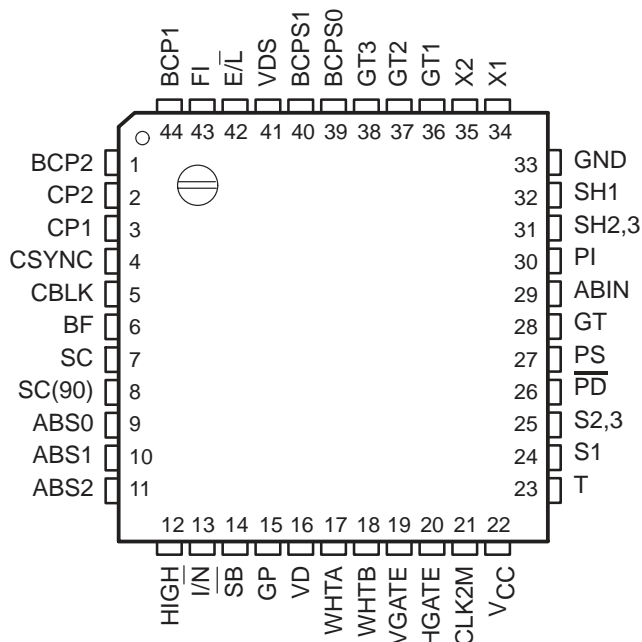 BCP1 FI E/L̅ VDS BCPS1 BCPS0 GT3 GT2 GT1 X2 X1
44 43 42 41 40 39 38 37 36 35 34
BCP2 1 33 GND
CP2 2 32 SH1
CP1 3 31 SH2,3
CSYNC 4 30 PI
CBLK 5 29 ABIN
BF 6 28 GT
SC 7 27 PS
SC(90) 8 26 P̅D̅
ABS0 9 25 S2,3
ABS1 10 24 S1
ABS2 11 23 T
12 13 14 15 16 17 18 19 20 21 22
HIGH I/N̅ SB̅ GP VD WHTA WHTB VGATE HGATE CLK2M VCC